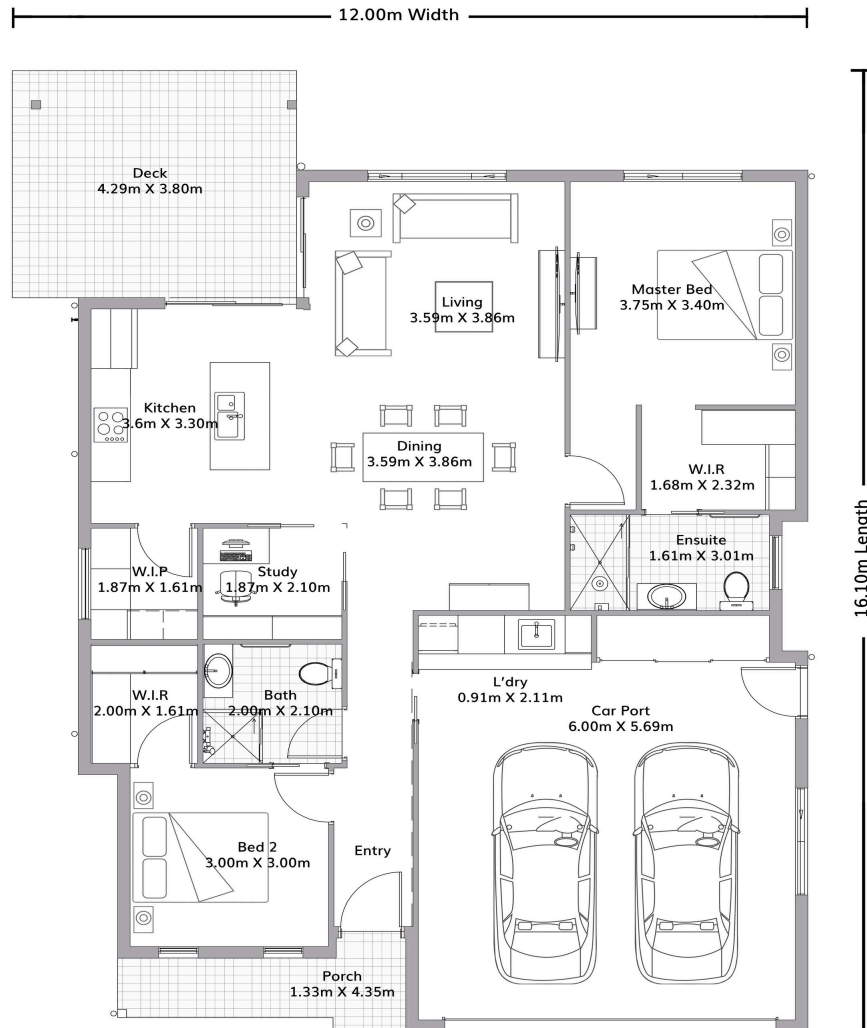 12.00m Width
Deck
4.29m X 3.80m
Living
3.59m X 3.86m
Master Bed
3.75m X 3.40m
Kitchen
3.6m X 3.30m
Dining
3.59m X 3.86m
W.I.R
1.68m X 2.32m
16.10m Length
Ensuite
1.61m X 3.01m
W.I.P
1.87m X 1.61m
Study
1.87m X 2.10m
W.I.R
2.00m X 1.61m
Bath
2.00m X 2.10m
L'dry
0.91m X 2.11m
Car Port
6.00m X 5.69m
Bed 2
3.00m X 3.00m
Entry
Porch
1.33m X 4.35m